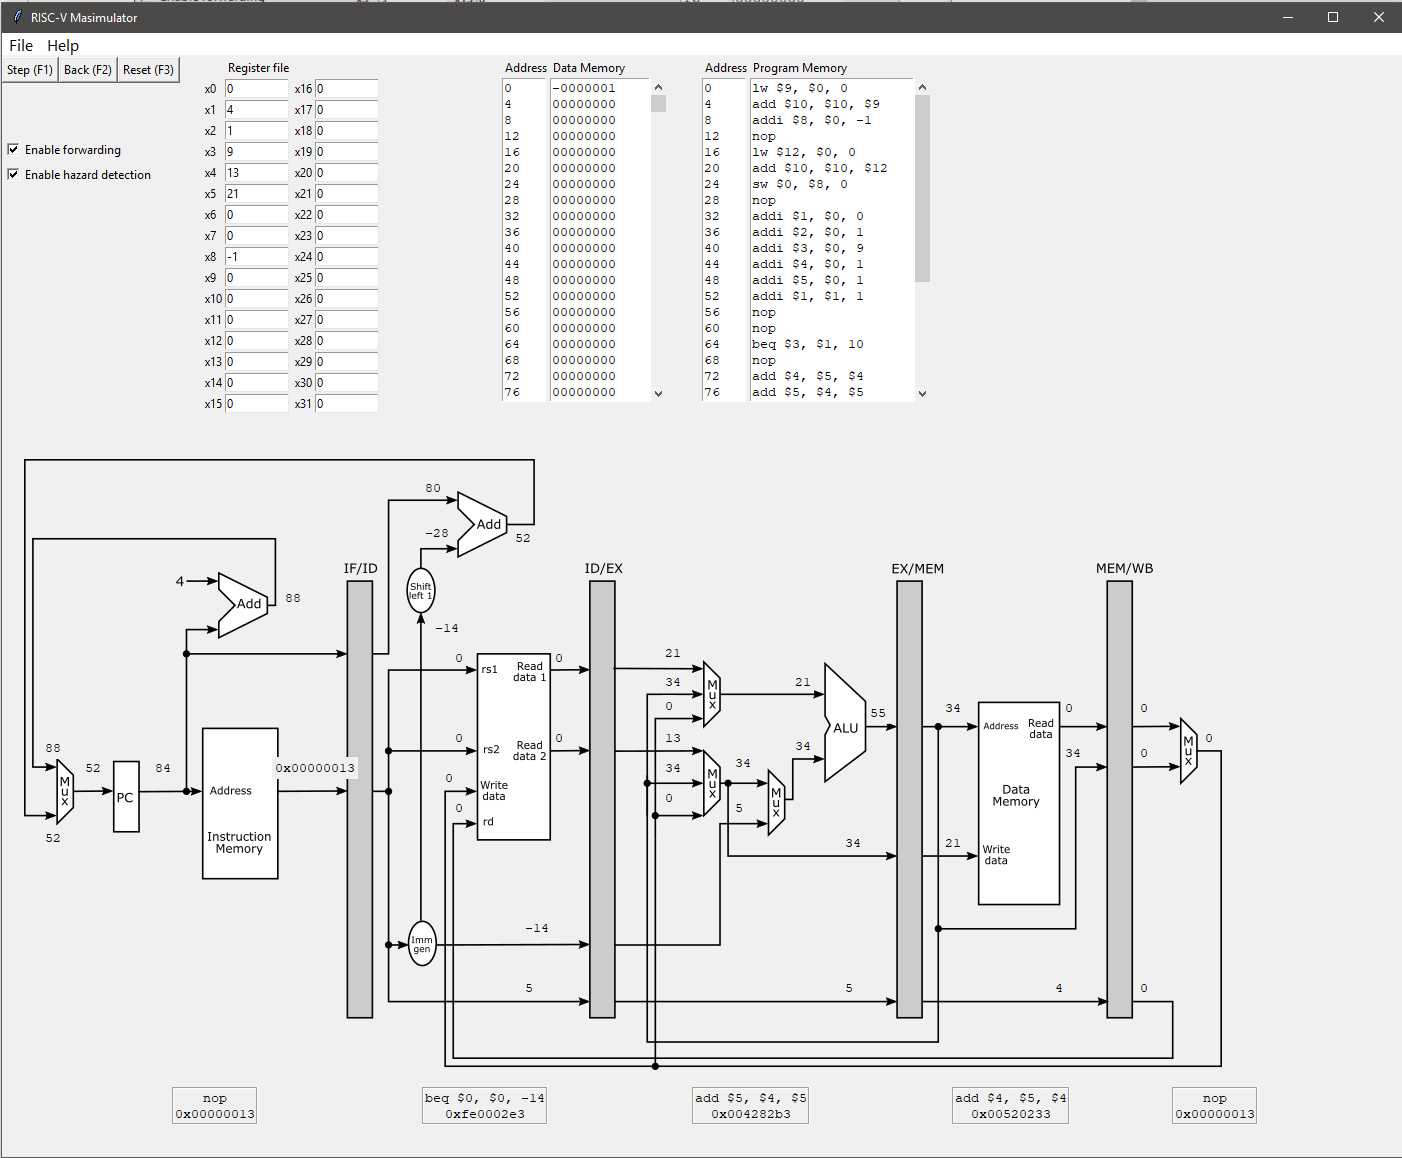 RISC-V Masimulator
File Help
Step (F1) Back (F2) Reset (F3)
Enable forwarding
Enable hazard detection
Register file
x0 0 x16 0
x1 4 x17 0
x2 1 x18 0
x3 9 x19 0
x4 13 x20 0
x5 21 x21 0
x6 0 x22 0
x7 0 x23 0
x8 -1 x24 0
x9 0 x25 0
x10 0 x26 0
x11 0 x27 0
x12 0 x28 0
x13 0 x29 0
x14 0 x30 0
x15 0 x31 0
Address Data Memory
0 -0000001
4 00000000
8 00000000
12 00000000
16 00000000
20 00000000
24 00000000
28 00000000
32 00000000
36 00000000
40 00000000
44 00000000
48 00000000
52 00000000
56 00000000
60 00000000
64 00000000
68 00000000
72 00000000
76 00000000
Address Program Memory
0 lw $9, $0, 0
4 add $10, $10, $9
8 addi $8, $0, -1
12 nop
16 lw $12, $0, 0
20 add $10, $10, $12
24 sw $0, $8, 0
28 nop
32 addi $1, $0, 0
36 addi $2, $0, 1
40 addi $3, $0, 9
44 addi $4, $0, 1
48 addi $5, $0, 1
52 addi $1, $1, 1
56 nop
60 nop
64 beq $3, $1, 10
68 nop
72 add $4, $5, $4
76 add $5, $4, $5
88
52
Mux
52
PC
84
4
Add
88
Address
Instruction
Memory
0x00000013
IF/ID
80
-28
Add
52
Shift
left 1
-14
0
rs1
0
rs2
0
Write
data
0
rd
Read
data 1
0
Read
data 2
0
Imm
gen
-14
5
ID/EX
21
34
0
Mux
21
13
34
0
Mux
34
5
Mux
34
ALU
55
34
5
EX/MEM
34
Address
Read
data
0
34
Data
Memory
21
Write
data
4
MEM/WB
0
0
Mux
0
0
nop
0x00000013
beq $0, $0, -14
0xfe0002e3
add $5, $4, $5
0x004282b3
add $4, $5, $4
0x00520233
nop
0x00000013